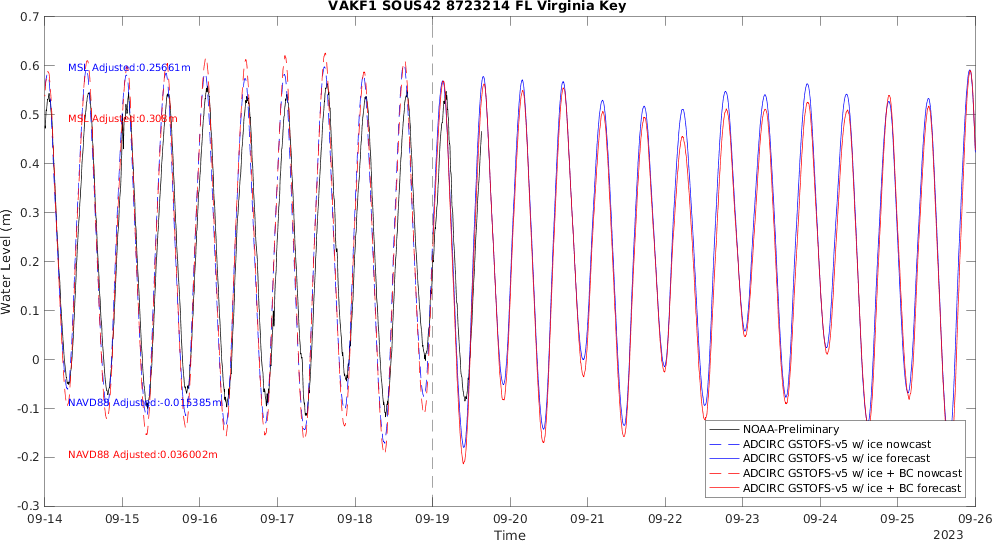 VAKF1 SOUS42 8723214 FL Virginia Key
0.7
0.6
0.5
0.4
0.3
0.2
0.1
0
-0.1
-0.2
-0.3
Water Level (m)
MSL Adjusted:0.25661m
MSL Adjusted:0.308m
NAVD88 Adjusted:-0.015385m
NAVD88 Adjusted:0.036002m
NOAA-Preliminary
ADCIRC GSTOFS-v5 w/ ice nowcast
ADCIRC GSTOFS-v5 w/ ice forecast
ADCIRC GSTOFS-v5 w/ ice + BC nowcast
ADCIRC GSTOFS-v5 w/ ice + BC forecast
09-14 09-15 09-16 09-17 09-18 09-19 09-20 09-21 09-22 09-23 09-24 09-25 09-26
Time
2023